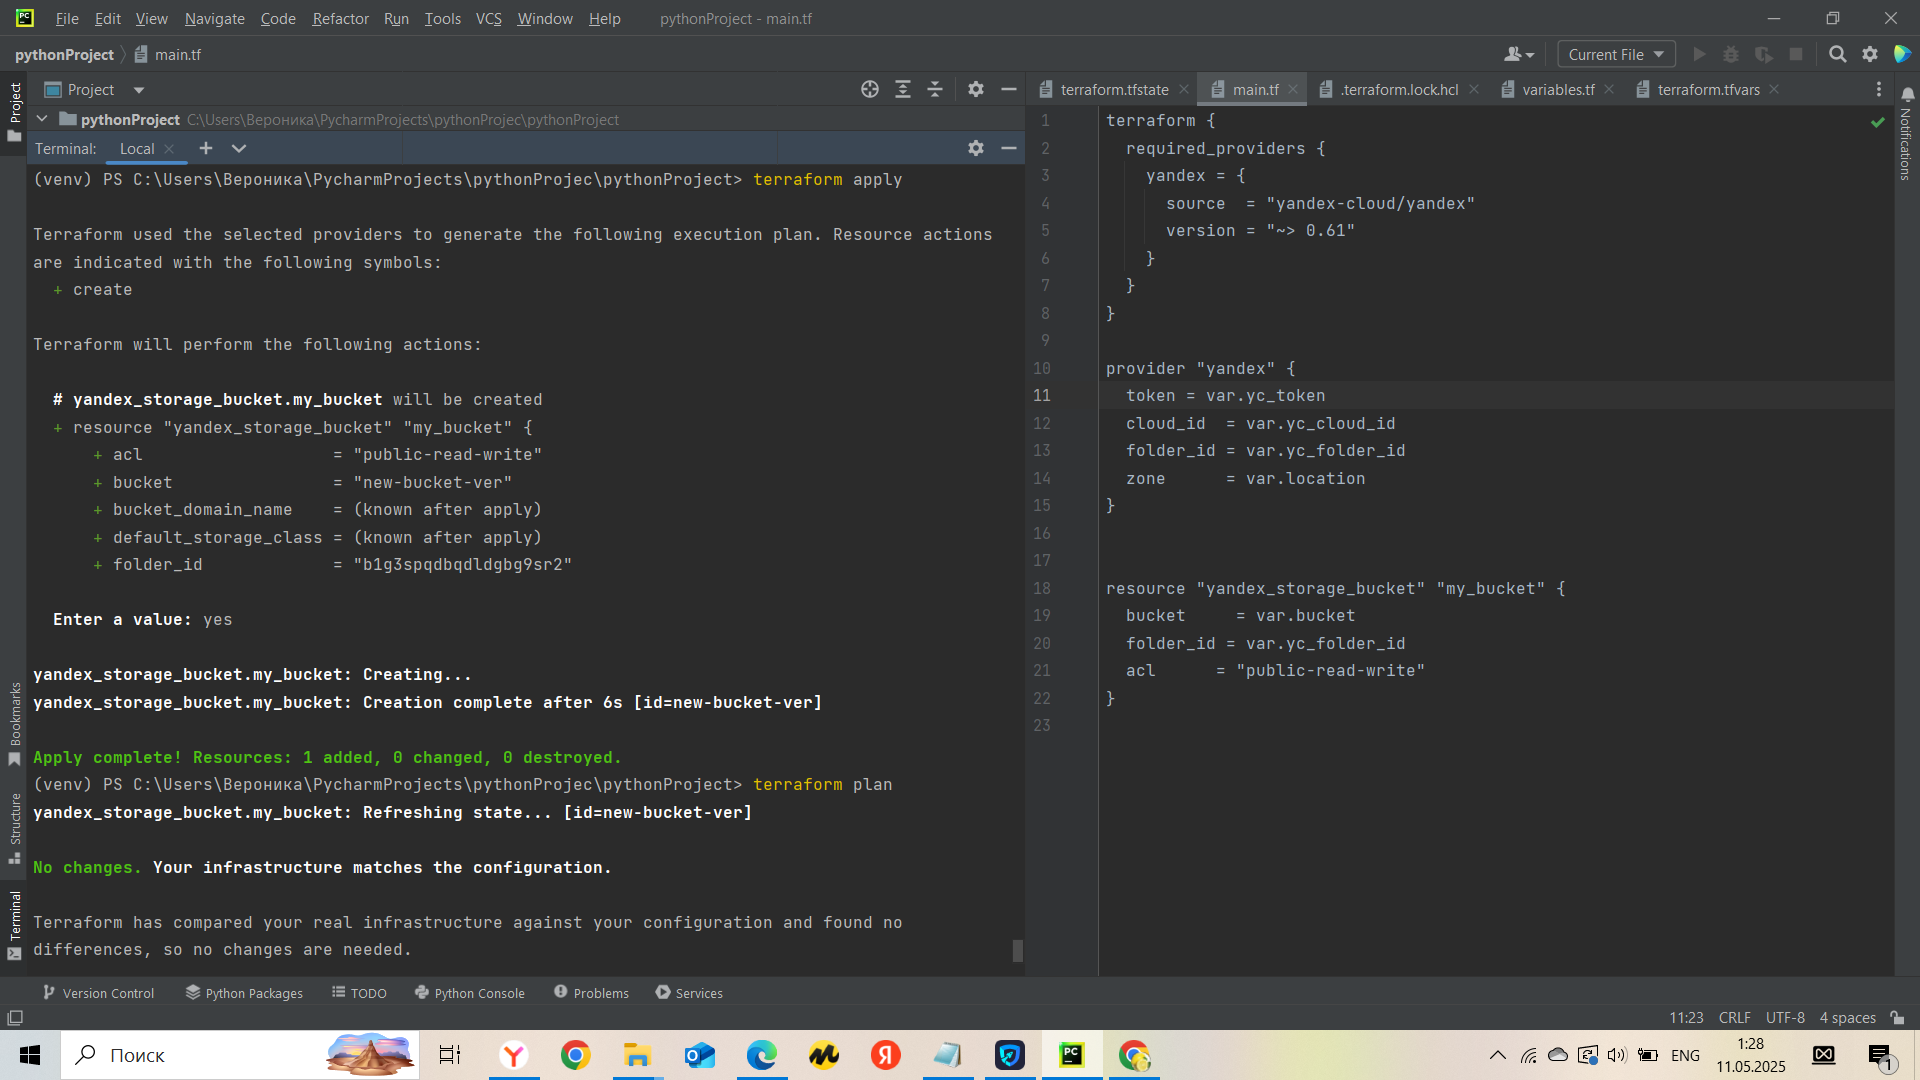 File Edit View Navigate Code Refactor Run Tools VCS Window Help pythonProject - main.tf
pythonProject main.tf
Current File
Project
Project
terraform.tfstate main.tf .terraform.lock.hcl variables.tf terraform.tfvars
Notifications
pythonProject C:\Users\Вероника\PycharmProjects\pythonProjec\pythonProject
Terminal: Local
(venv) PS C:\Users\Вероника\PycharmProjects\pythonProjec\pythonProject> terraform apply
Terraform used the selected providers to generate the following execution plan. Resource actions
are indicated with the following symbols:
+ create
Terraform will perform the following actions:
# yandex_storage_bucket.my_bucket will be created
+ resource "yandex_storage_bucket" "my_bucket" {
+ acl = "public-read-write"
+ bucket = "new-bucket-ver"
+ bucket_domain_name = (known after apply)
+ default_storage_class = (known after apply)
+ folder_id = "b1g3spqdbqdldgbg9sr2"
Enter a value: yes
yandex_storage_bucket.my_bucket: Creating...
yandex_storage_bucket.my_bucket: Creation complete after 6s [id=new-bucket-ver]
Apply complete! Resources: 1 added, 0 changed, 0 destroyed.
(venv) PS C:\Users\Вероника\PycharmProjects\pythonProjec\pythonProject> terraform plan
yandex_storage_bucket.my_bucket: Refreshing state... [id=new-bucket-ver]
No changes. Your infrastructure matches the configuration.
Terraform has compared your real infrastructure against your configuration and found no
differences, so no changes are needed.
1 terraform {
2 required_providers {
3 yandex = {
4 source = "yandex-cloud/yandex"
5 version = "~> 0.61"
6 }
7 }
8 }
9
10 provider "yandex" {
11 token = var.yc_token
12 cloud_id = var.yc_cloud_id
13 folder_id = var.yc_folder_id
14 zone = var.location
15 }
16
17
18 resource "yandex_storage_bucket" "my_bucket" {
19 bucket = var.bucket
20 folder_id = var.yc_folder_id
21 acl = "public-read-write"
22 }
23
Bookmarks
Structure
Terminal
Version Control Python Packages TODO Python Console Problems Services
11:23 CRLF UTF-8 4 spaces
Поиск
ENG
1:28
11.05.2025
1